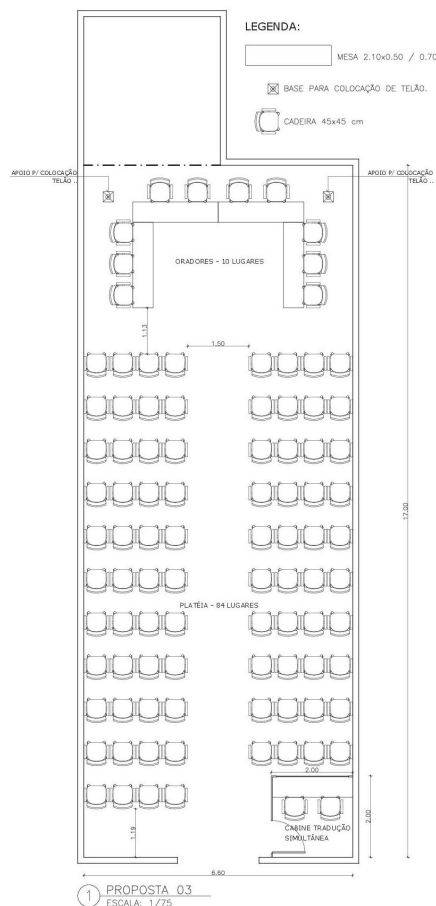 LEGENDA:
MESA 2.10x0.50 / 0.70
BASE PARA COLOCAÇÃO DE TELÃO.
CADEIRA 45x45 cm
APOIO P/ COLOCAÇÃO
TELÃO ..
APOIO P/ COLOCAÇÃO
TELÃO ..
ORADORES - 10 LUGARES
1.13
1.50
17.00
PLATÉIA - 84 LUGARES
2.00
2.00
CABINE TRADUÇÃO
SIMULTÂNEA
1.19
6.60
1 PROPOSTA 03
ESCALA: 1/75